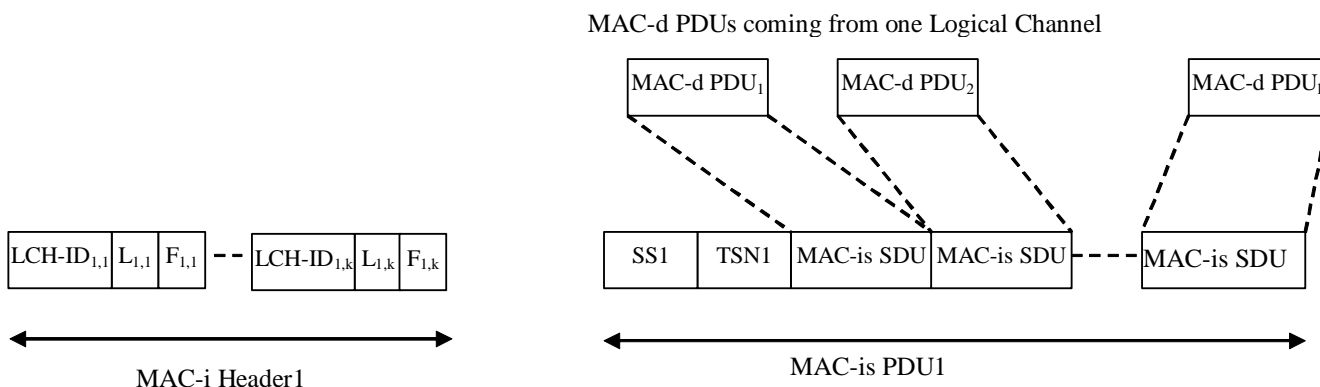 MAC-d PDUs coming from one Logical Channel
MAC-d PDU1 MAC-d PDU2 MAC-d PDU
LCH-ID1,1 L1,1 F1,1 LCH-ID1,k L1,k F1,k SS1 TSN1 MAC-is SDU MAC-is SDU MAC-is SDU
MAC-i Header1 MAC-is PDU1